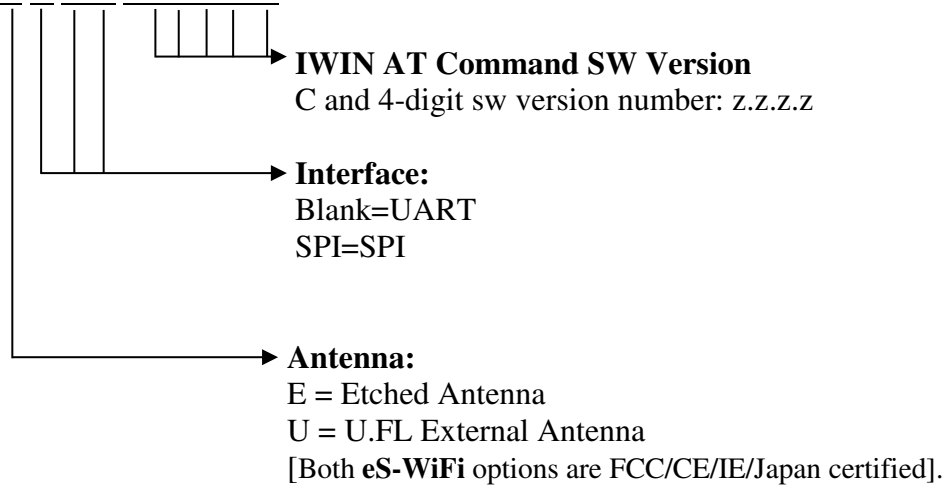 IWIN AT Command SW Version
C and 4-digit sw version number: z.z.z.z
Interface:
Blank=UART
SPI=SPI
Antenna:
E = Etched Antenna
U = U.FL External Antenna
[Both eS-WiFi options are FCC/CE/IE/Japan certified].